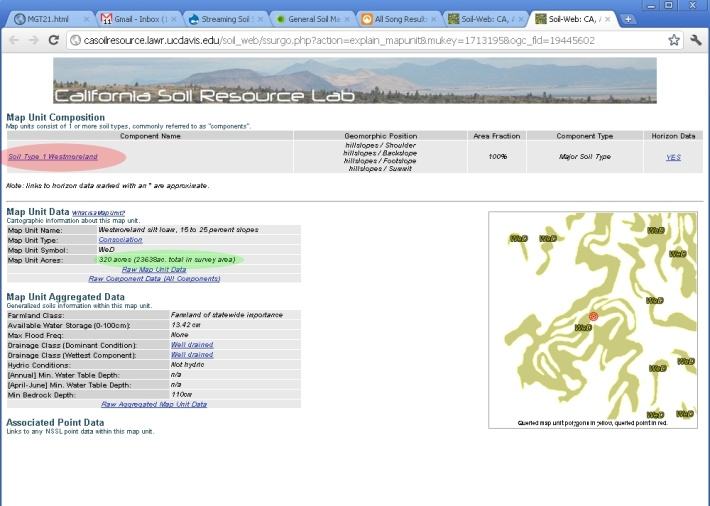 MGT21.html
Gmail - Inbox (1
Streaming Soil S
General Soil Ma
All Song Result:
Soil-Web: CA, A
Soil-Web: CA, A
casoilresource.lawr.ucdavis.edu/soil_web/ssurgo.php?action=explain_mapunit&mukey=1713195&ogc_fid=19445602
California Soil Resource Lab
Map Unit Composition
Map units consist of 1 or more soil types, commonly referred to as "components".
Component Name Geomorphic Position Area Fraction Component Type Horizon Data
Soil Type 1 Westmoreland
hillslopes / Shoulder
hillslopes / Backslope
hillslopes / Footslope
hillslopes / Summit
100% Major Soil Type YES
Note: links to horizon data marked with an * are approximate.
Map Unit Data What is a Map Unit?
Cartographic information about this map unit.
Map Unit Name: Westmoreland silt loam, 15 to 25 percent slopes
Map Unit Type: Consociation
Map Unit Symbol: WeD
Map Unit Acres: 320 acres (23638ac. total in survey area)
Raw Map Unit Data
Raw Component Data (All Components)
Map Unit Aggregated Data
Generalized soils information within this map unit.
Farmland Class: Farmland of statewide importance
Available Water Storage (0-100cm): 13.42 cm
Max Flood Freq: None
Drainage Class (Dominant Condition): Well drained
Drainage Class (Wettest Component): Well drained
Hydric Conditions: Not hydric
[Annual] Min. Water Table Depth: n/a
[April-June] Min. Water Table Depth: n/a
Min Bedrock Depth: 110cm
Raw Aggregated Map Unit Data
Associated Point Data
Links to any NSSL point data within this map unit.
WeD WeD WeD
WeD
WeD
WeD
WeD
WeD
WeD
WeD WeD
Queried map unit polygons in yellow, queried point in red.